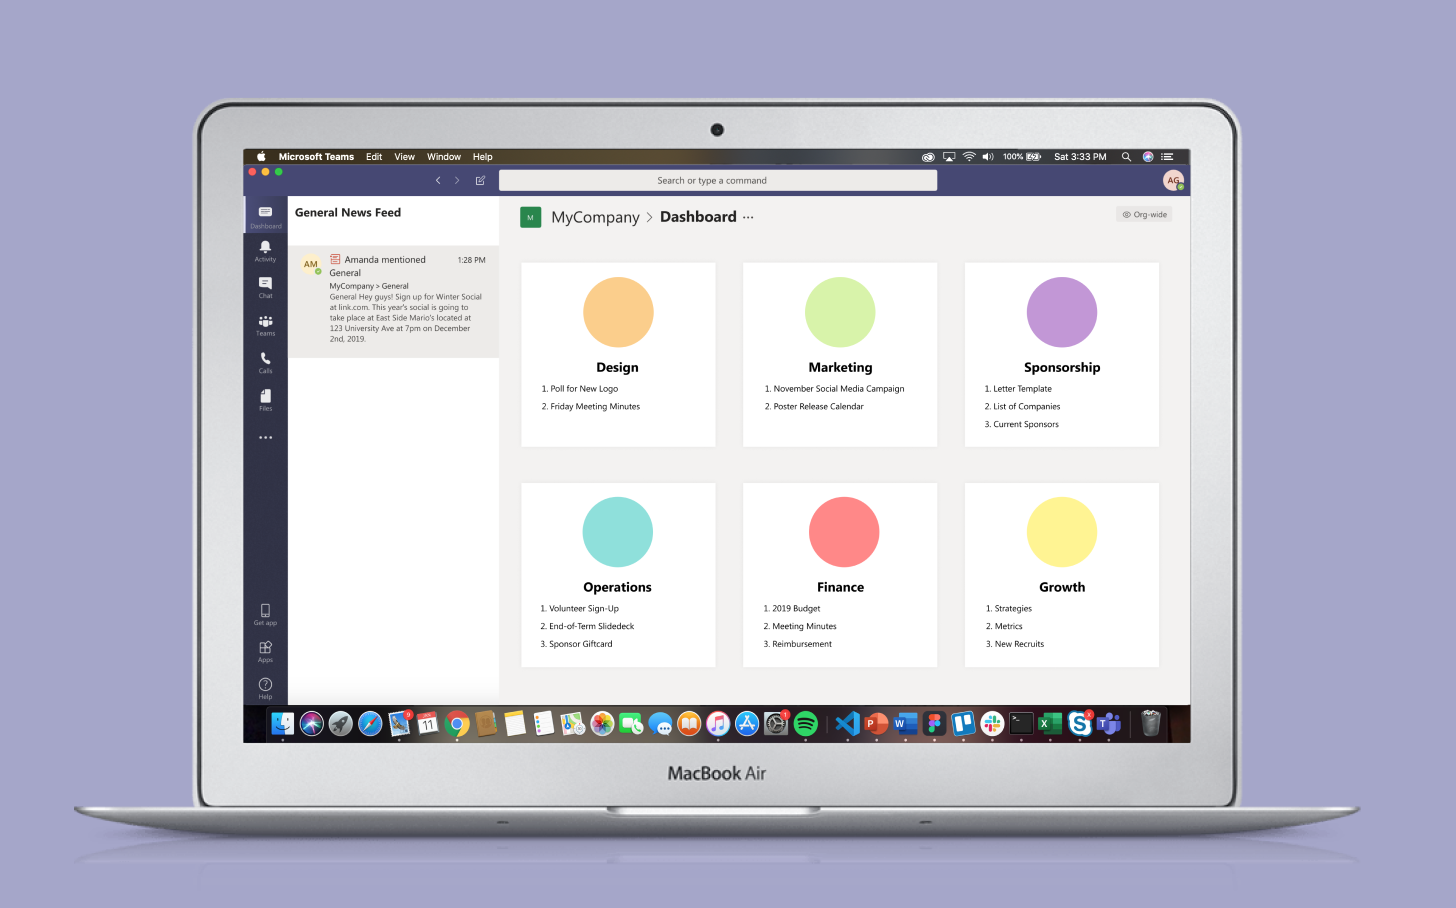 Microsoft Teams Edit View Window Help
100%
Sat 3:33 PM
Search or type a command
AG
Dashboard
Activity
Chat
Teams
Calls
Files
Get app
Apps
Help
General News Feed
AM
Amanda mentioned 1:28 PM
General
MyCompany > General
General Hey guys! Sign up for Winter Social
at link.com. This year's social is going to
take place at East Side Mario's located at
123 University Ave at 7pm on December
2nd, 2019.
M
MyCompany > Dashboard ...
Org-wide
Design
1. Poll for New Logo
2. Friday Meeting Minutes
Marketing
1. November Social Media Campaign
2. Poster Release Calendar
Sponsorship
1. Letter Template
2. List of Companies
3. Current Sponsors
Operations
1. Volunteer Sign-Up
2. End-of-Term Slidedeck
3. Sponsor Giftcard
Finance
1. 2019 Budget
2. Meeting Minutes
3. Reimbursement
Growth
1. Strategies
2. Metrics
3. New Recruits
11
P
W
X
S
T
MacBook Air